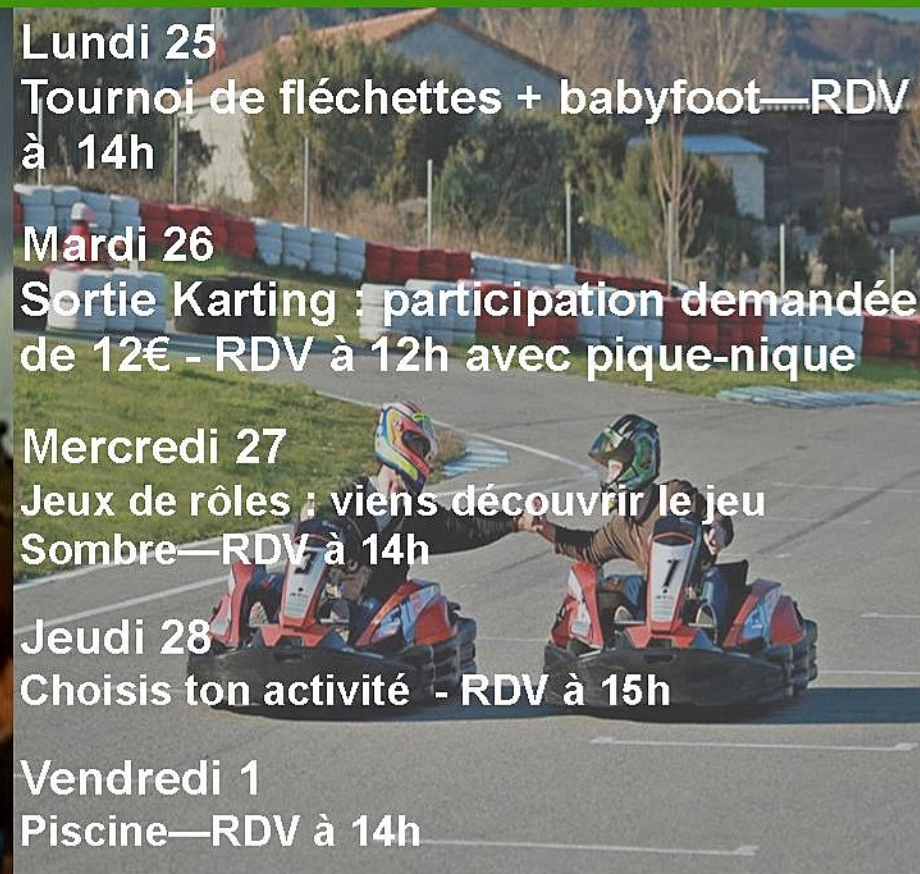 Lundi 25
Tournoi de fléchettes + babyfoot—RDV
à 14h
Mardi 26
Sortie Karting : participation demandée
de 12€ - RDV à 12h avec pique-nique
Mercredi 27
Jeux de rôles : viens découvrir le jeu
Sombre—RDV à 14h
Jeudi 28
Choisis ton activité - RDV à 15h
Vendredi 1
Piscine—RDV à 14h